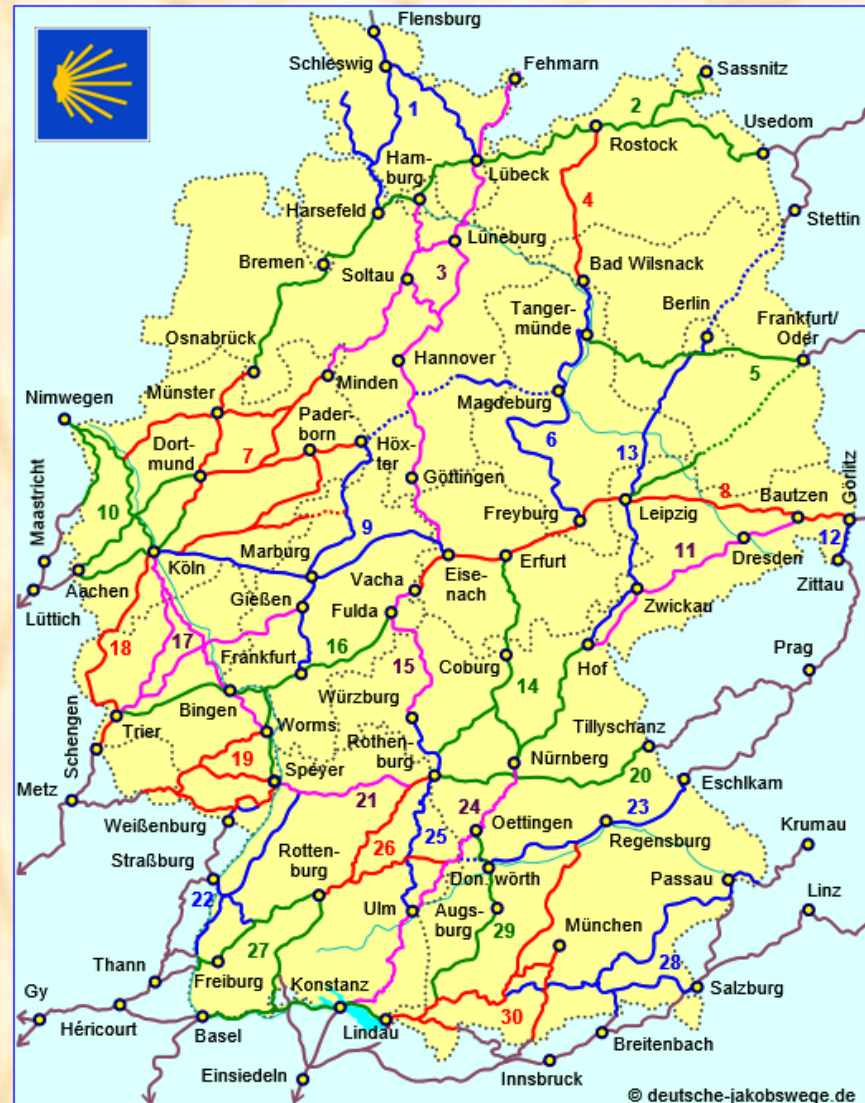 Flensburg
Schleswig
Fehmarn
Sassnitz
1
2
Usedom
Ham-
burg
Rostock
Lübeck
4
Harsefeld
Stettin
Lüneburg
Bremen
Soltau
3
Bad Wilsnack
Berlin
Tanger-
münde
Frankfurt/
Oder
Osnabrück
Hannover
5
Minden
Münster
Nimwegen
Magdeburg
Pader-
born
Dort-
mund
7
Höx-
ter
6
13
Göttingen
Görlitz
8
Maastricht
10
Freyburg
Leipzig
Bautzen
9
Marburg
12
Köln
Eise-
nach
Erfurt
11
Dresden
Vacha
Zittau
Aachen
Gießen
Lüttich
Fulda
Zwickau
17
18
16
Hof
Prag
Frankfurt
Coburg
15
14
Bingen
Würzburg
Trier
Worms
Tillyschanz
Schengen
Rothen-
burg
19
Nürnberg
Speyer
20
Eschlkam
Metz
21
24
23
Weißenburg
Oettingen
Krumau
25
Regensburg
26
Straßburg
Rotten-
burg
Don.wörth
Passau
22
Linz
Ulm
Augs-
burg
29
München
27
Thann
Freiburg
28
Gy
Konstanz
Salzburg
Héricourt
30
Basel
Lindau
Breitenbach
Innsbruck
Einsiedeln
© deutsche-jakobswege.de